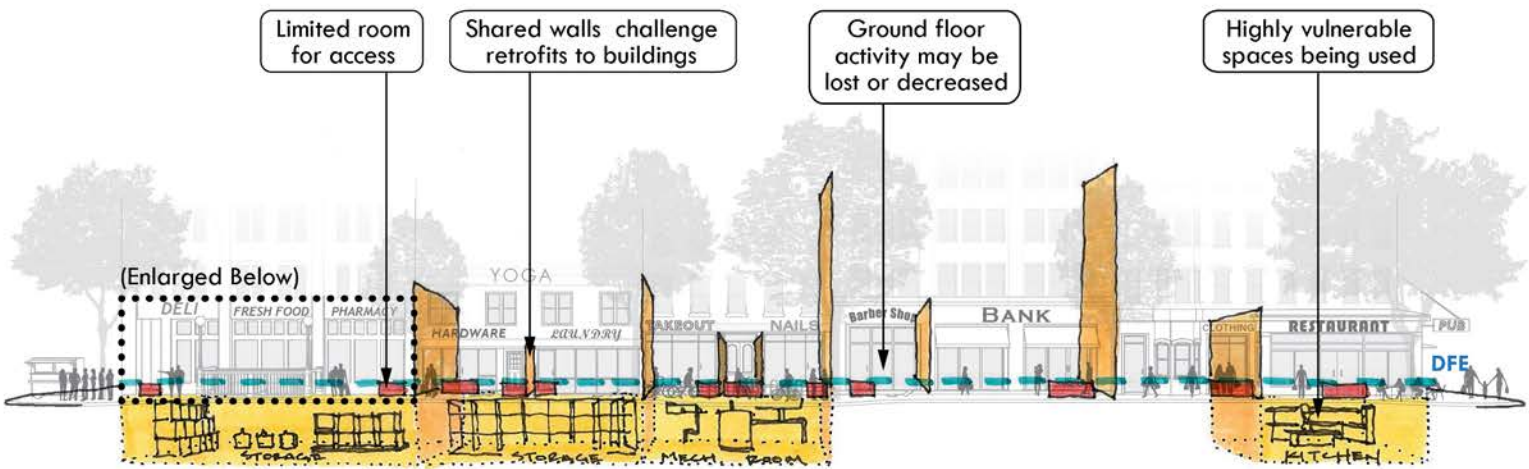 Limited room
for access
Shared walls challenge
retrofits to buildings
Ground floor
activity may be
lost or decreased
Highly vulnerable
spaces being used
(Enlarged Below)
YOGA
DELI
FRESH FOOD
PHARMACY
HARDWARE
LAUNDRY
TAKEOUT
NAILS
Barber Shop
BANK
CLOTHING
RESTAURANT
PUB
DFE
STORAGE
STORAGE
MECH. ROOM
KITCHEN